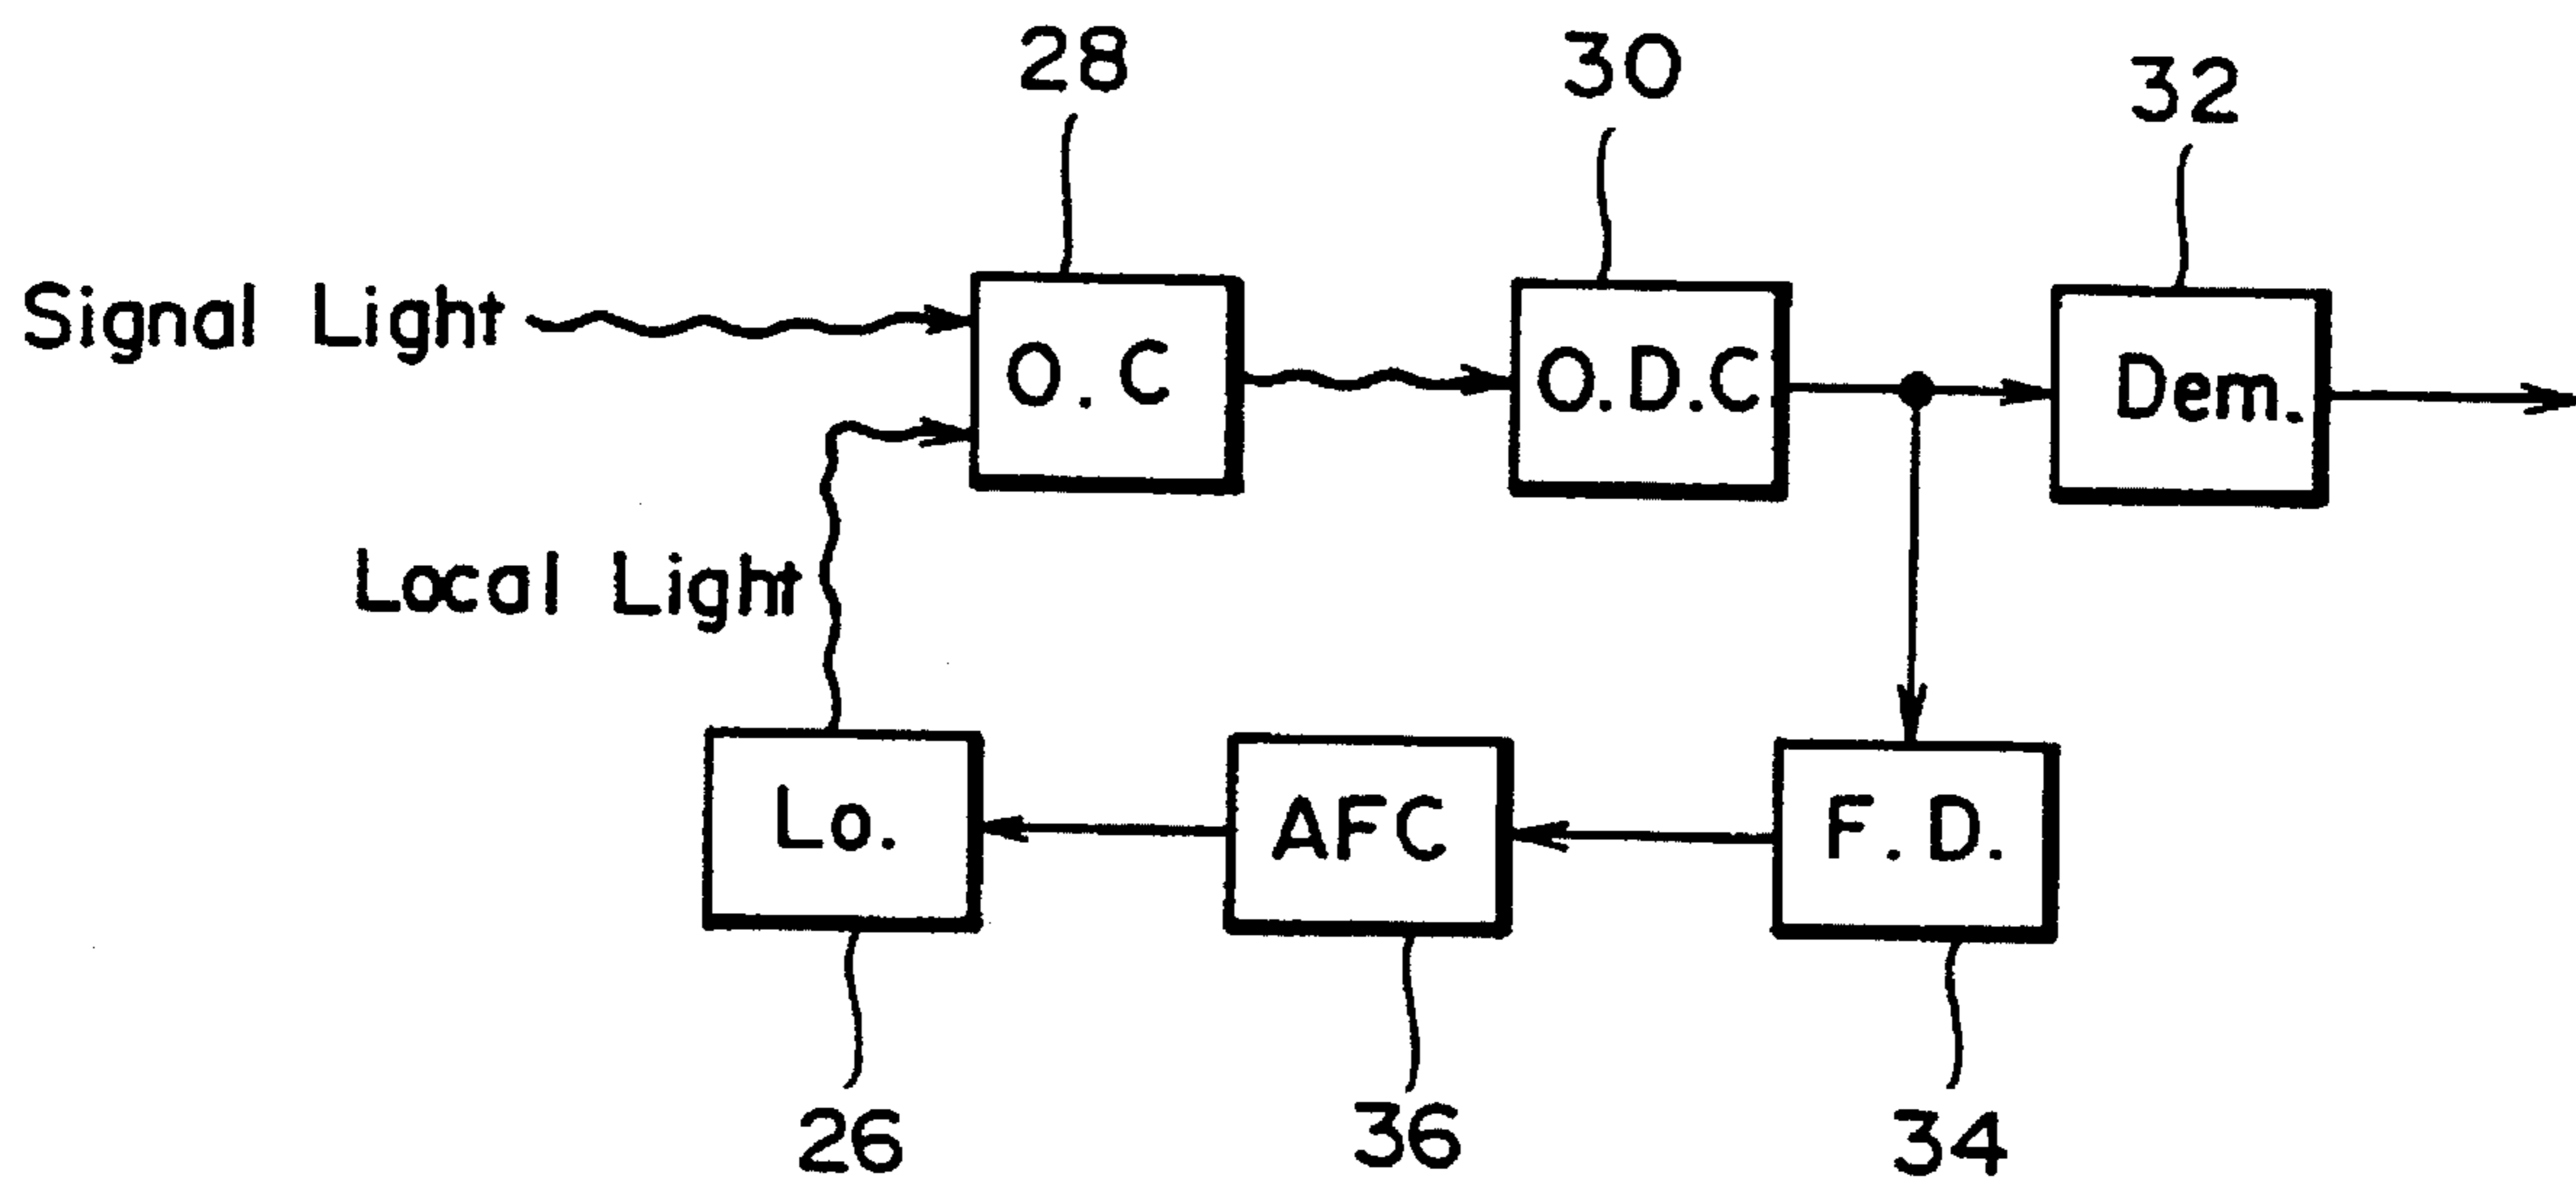 28
30
32
Signal Light
O.C
O.D.C.
Dem.
Local Light
Lo.
AFC
F.D.
26
36
34